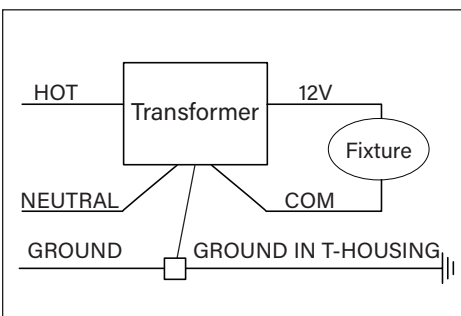 HOT
12V
Transformer
Fixture
NEUTRAL
COM
GROUND
GROUND IN T-HOUSING